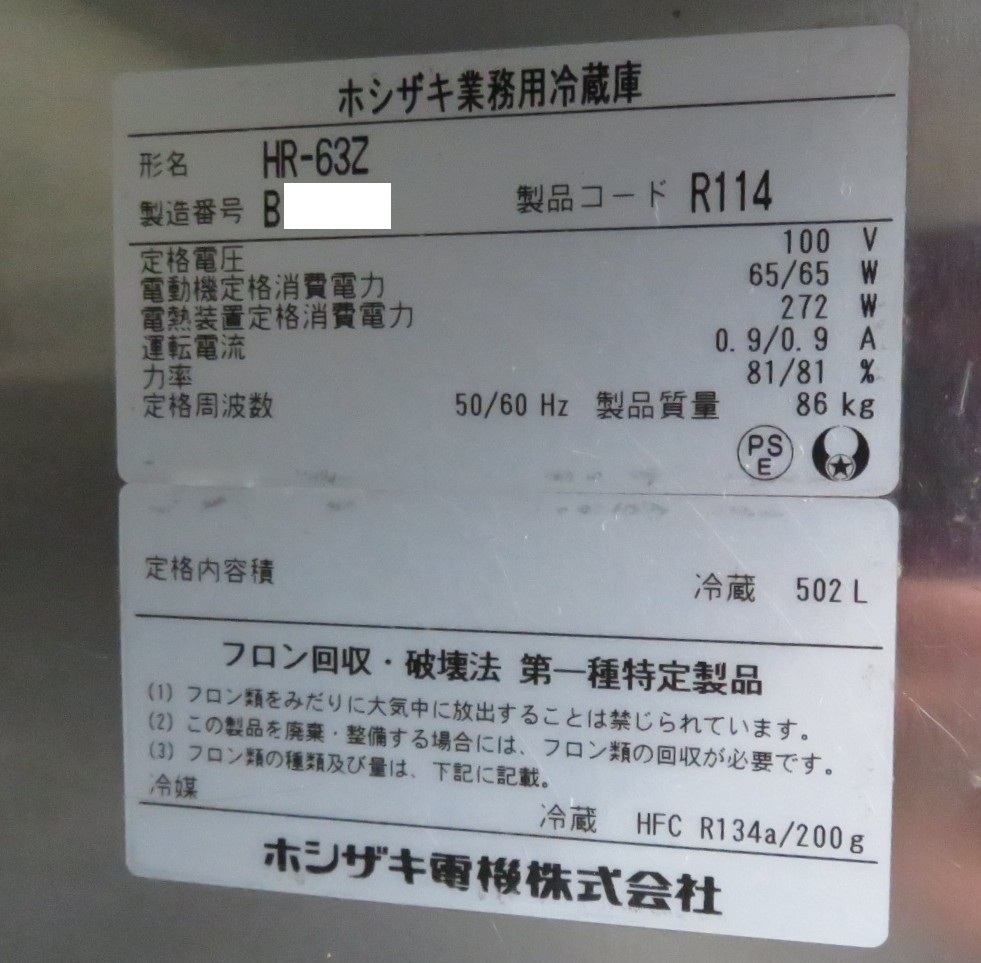 ホシザキ業務用冷蔵庫
形名 HR-63Z
製造番号 B 製品コード R114
定格電圧 100 V
電動機定格消費電力 65/65 W
電熱装置定格消費電力 272 W
運転電流 0.9/0.9 A
力率 81/81 %
定格周波数 50/60 Hz 製品質量 86 kg
PS
E
定格内容積 冷蔵 502 L
フロン回収・破壊法 第一種特定製品
(1) フロン類をみだりに大気中に放出することは禁じられています。
(2) この製品を廃棄・整備する場合には、フロン類の回収が必要です。
(3) フロン類の種類及び量は、下記に記載。
冷媒
冷蔵 HFC R134a/200g
ホシザキ電機株式会社